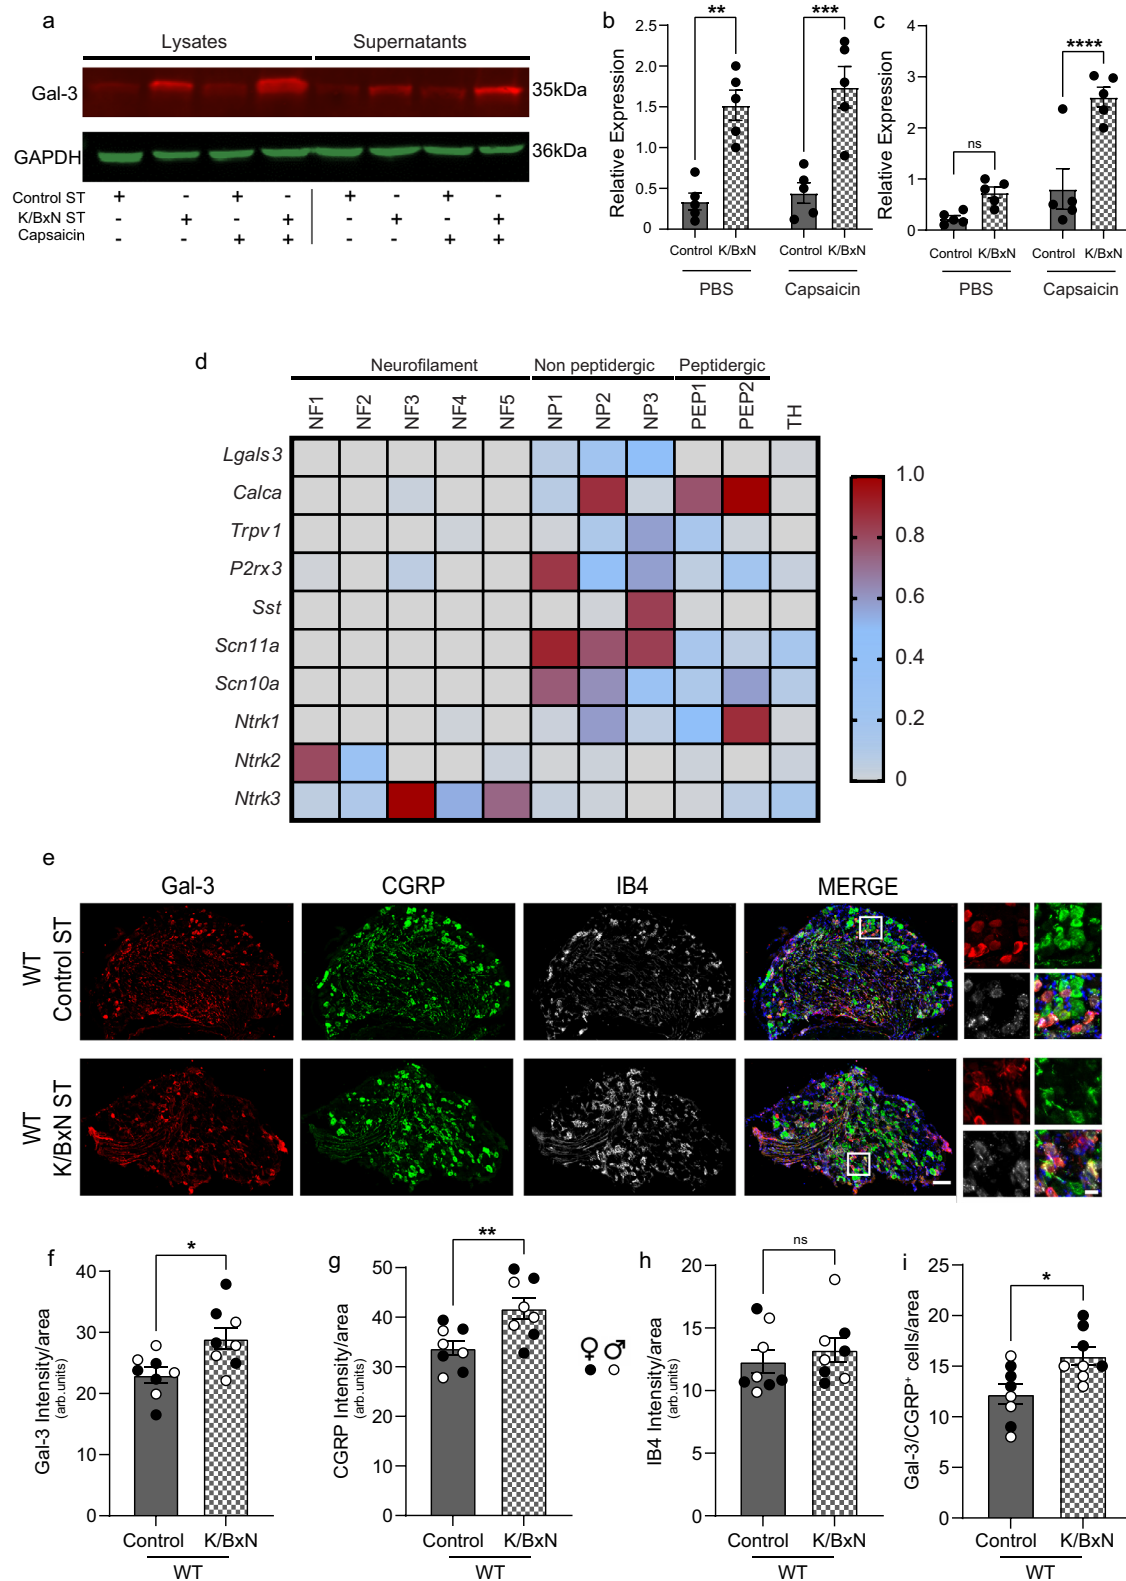 a
Lysates Supernatants
Gal-3 35kDa
GAPDH 36kDa
Control ST + - + - + - + -
K/BxN ST - + - + - + - +
Capsaicin - - + + - - + +
b
** ***
Relative Expression
2.5
2.0
1.5
1.0
0.5
0
Control K/BxN Control K/BxN
PBS Capsaicin
c
****
ns
Relative Expression
4
3
2
1
0
Control K/BxN Control K/BxN
PBS Capsaicin
d
Neurofilament Non peptidergic Peptidergic
NF1 NF2 NF3 NF4 NF5 NP1 NP2 NP3 PEP1 PEP2 TH
Lgals3
Calca
Trpv1
P2rx3
Sst
Scn11a
Scn10a
Ntrk1
Ntrk2
Ntrk3
1.0
0.8
0.6
0.4
0.2
0
e
Gal-3 CGRP IB4 MERGE
WT
Control ST
WT
K/BxN ST
f
*
Gal-3 Intensity/area
(arb.units)
40
30
20
10
0
Control K/BxN
WT
g
**
CGRP Intensity/area
(arb.units)
50
40
30
20
10
0
Control K/BxN
WT
♀ ♂
h
ns
IB4 Intensity/area
(arb.units)
20
15
10
5
0
Control K/BxN
WT
i
*
Gal-3/CGRP⁺ cells/area
25
20
15
10
5
0
Control K/BxN
WT